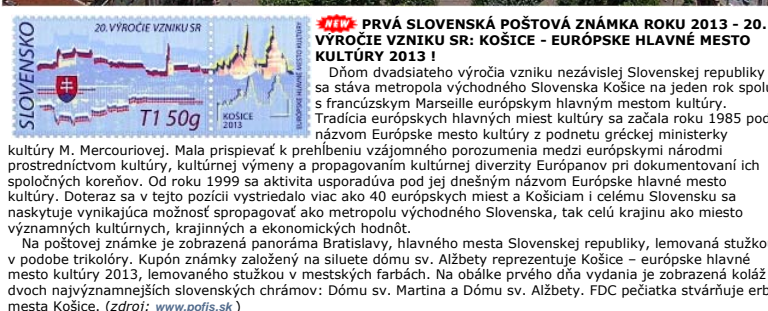 SLOVENSKO
20. VÝROČIE VZNIKU SR
T1 50g
KOŠICE
2013
EURÓPSKE HLAVNÉ MESTO KULTÚRY
NEW PRVÁ SLOVENSKÁ POŠTOVÁ ZNÁMKA ROKU 2013 - 20.
VÝROČIE VZNIKU SR: KOŠICE - EURÓPSKE HLAVNÉ MESTO
KULTÚRY 2013 !
Dňom dvadsiateho výročia vzniku nezávislej Slovenskej republiky
sa stáva metropola východného Slovenska Košice na jeden rok spolu
s francúzskym Marseille európskym hlavným mestom kultúry.
Tradícia európskych hlavných miest kultúry sa začala roku 1985 pod
názvom Európske mesto kultúry z podnetu gréckej ministerky
kultúry M. Mercouriovej. Mala prispievať k prehĺbeniu vzájomného porozumenia medzi európskymi národmi
prostredníctvom kultúry, kultúrnej výmeny a propagovaním kultúrnej diverzity Európanov pri dokumentovaní ich
spoločných koreňov. Od roku 1999 sa aktivita usporadúva pod jej dnešným názvom Európske hlavné mesto
kultúry. Doteraz sa v tejto pozícii vystriedalo viac ako 40 európskych miest a Košiciam i celému Slovensku sa
naskytuje vynikajúca možnosť spropagovať ako metropolu východného Slovenska, tak celú krajinu ako miesto
významných kultúrnych, krajinných a ekonomických hodnôt.
Na poštovej známke je zobrazená panoráma Bratislavy, hlavného mesta Slovenskej republiky, lemovaná stužko
v podobe trikolóry. Kupón známky založený na siluete dómu sv. Alžbety reprezentuje Košice – európske hlavné
mesto kultúry 2013, lemovaného stužkou v mestských farbách. Na obálke prvého dňa vydania je zobrazená koláž
dvoch najvýznamnejších slovenských chrámov: Dómu sv. Martina a Dómu sv. Alžbety. FDC pečiatka stvárňuje erb
mesta Košice. (zdroj: www.pofis.sk )